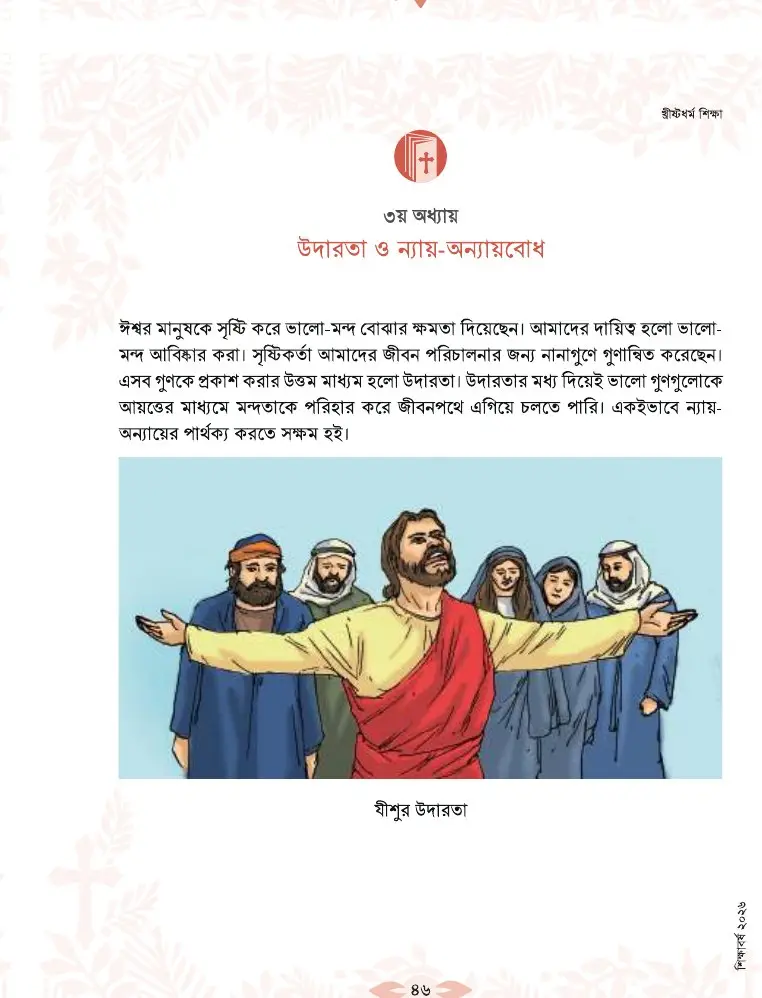 খ্রীষ্টধর্ম শিক্ষা
৩য় অধ্যায়
উদারতা ও ন্যায়-অন্যায়বোধ
ঈশ্বর মানুষকে সৃষ্টি করে ভালো-মন্দ বোঝার ক্ষমতা দিয়েছেন। আমাদের দায়িত্ব হলো ভালো-
মন্দ আবিষ্কার করা। সৃষ্টিকর্তা আমাদের জীবন পরিচালনার জন্য নানাগুণে গুণান্বিত করেছেন।
এসব গুণকে প্রকাশ করার উত্তম মাধ্যম হলো উদারতা। উদারতার মধ্য দিয়েই ভালো গুণগুলোকে
আয়ত্তের মাধ্যমে মন্দতাকে পরিহার করে জীবনপথে এগিয়ে চলতে পারি। একইভাবে ন্যায়-
অন্যায়ের পার্থক্য করতে সক্ষম হই।
যীশুর উদারতা
শিক্ষাবর্ষ ২০২৬
৪৬